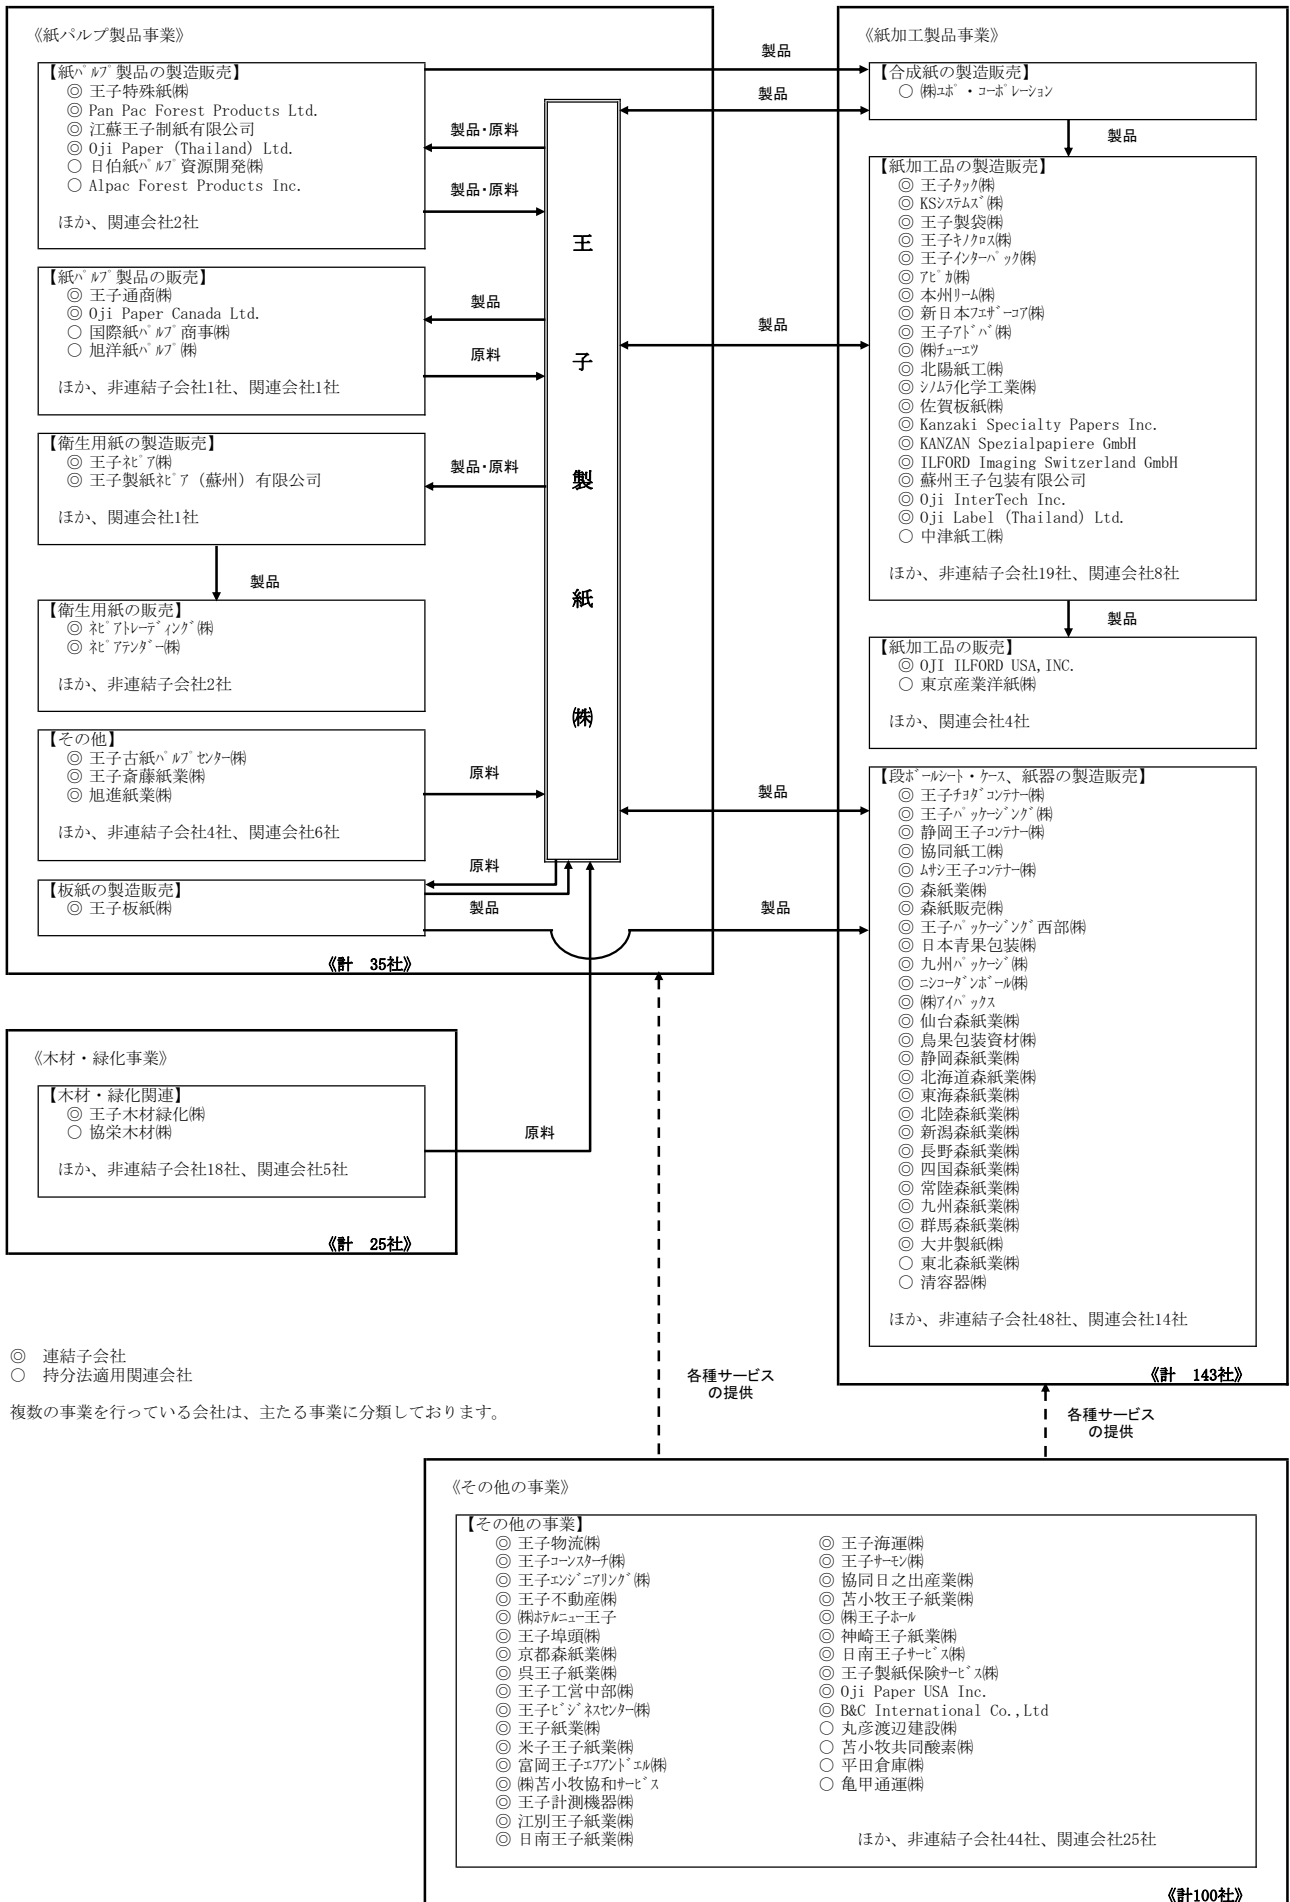 《紙パルプ製品事業》
【紙ﾊﾟﾙﾌﾟ製品の製造販売】
◎ 王子特殊紙㈱
◎ Pan Pac Forest Products Ltd.
◎ 江蘇王子制紙有限公司
◎ Oji Paper (Thailand) Ltd.
○ 日伯紙ﾊﾟﾙﾌﾟ資源開発㈱
○ Alpac Forest Products Inc.
ほか、関連会社2社
【紙ﾊﾟﾙﾌﾟ製品の販売】
◎ 王子通商㈱
◎ Oji Paper Canada Ltd.
○ 国際紙ﾊﾟﾙﾌﾟ商事㈱
○ 旭洋紙ﾊﾟﾙﾌﾟ㈱
ほか、非連結子会社1社、関連会社1社
【衛生用紙の製造販売】
◎ 王子ﾈﾋﾟｱ㈱
◎ 王子製紙ﾈﾋﾟｱ（蘇州）有限公司
ほか、関連会社1社
製品
【衛生用紙の販売】
◎ ﾈﾋﾟｱﾄﾚｰﾃﾞｨﾝｸﾞ㈱
◎ ﾈﾋﾟｱﾃﾝﾀﾞｰ㈱
ほか、非連結子会社2社
【その他】
◎ 王子古紙ﾊﾟﾙﾌﾟｾﾝﾀｰ㈱
◎ 王子斎藤紙業㈱
◎ 旭進紙業㈱
ほか、非連結子会社4社、関連会社6社
【板紙の製造販売】
◎ 王子板紙㈱
《計　35社》
製品・原料
製品・原料
製品
原料
製品・原料
原料
原料
製品
王子製紙㈱
製品
製品
製品
製品
製品
《紙加工製品事業》
【合成紙の製造販売】
○ ㈱ﾕﾎﾟ・ｺｰﾎﾟﾚｰｼｮﾝ
製品
【紙加工品の製造販売】
◎ 王子ﾀｯｸ㈱
◎ KSｼｽﾃﾑｽﾞ㈱
◎ 王子製袋㈱
◎ 王子ｷﾉｸﾛｽ㈱
◎ 王子ｲﾝﾀｰﾊﾟｯｸ㈱
◎ ｱﾋﾟｶ㈱
◎ 本州ﾘｰﾑ㈱
◎ 新日本ﾌｴｻﾞｰｺｱ㈱
◎ 王子ｱﾄﾞﾊﾞ㈱
◎ ㈱ﾁｭｰｴﾂ
◎ 北陽紙工㈱
◎ ｼﾉﾑﾗ化学工業㈱
◎ 佐賀板紙㈱
◎ Kanzaki Specialty Papers Inc.
◎ KANZAN Spezialpapiere GmbH
◎ ILFORD Imaging Switzerland GmbH
◎ 蘇州王子包装有限公司
◎ Oji InterTech Inc.
◎ Oji Label (Thailand) Ltd.
○ 中津紙工㈱
ほか、非連結子会社19社、関連会社8社
製品
【紙加工品の販売】
◎ OJI ILFORD USA,INC.
○ 東京産業洋紙㈱
ほか、関連会社4社
【段ﾎﾞｰﾙｼｰﾄ・ｹｰｽ、紙器の製造販売】
◎ 王子ﾁﾖﾀﾞｺﾝﾃﾅｰ㈱
◎ 王子ﾊﾟｯｹｰｼﾞﾝｸﾞ㈱
◎ 静岡王子ｺﾝﾃﾅｰ㈱
◎ 協同紙工㈱
◎ ﾑｻｼ王子ｺﾝﾃﾅｰ㈱
◎ 森紙業㈱
◎ 森紙販売㈱
◎ 王子ﾊﾟｯｹｰｼﾞﾝｸﾞ西部㈱
◎ 日本青果包装㈱
◎ 九州ﾊﾟｯｹｰｼﾞ㈱
◎ ﾆｼｺｰﾀﾞﾝﾎﾞｰﾙ㈱
◎ ㈱ｱｲﾊﾟｯｸｽ
◎ 仙台森紙業㈱
◎ 鳥果包装資材㈱
◎ 静岡森紙業㈱
◎ 北海道森紙業㈱
◎ 東海森紙業㈱
◎ 北陸森紙業㈱
◎ 新潟森紙業㈱
◎ 長野森紙業㈱
◎ 四国森紙業㈱
◎ 常陸森紙業㈱
◎ 九州森紙業㈱
◎ 群馬森紙業㈱
◎ 大井製紙㈱
○ 東北森紙業㈱
○ 清容器㈱
ほか、非連結子会社48社、関連会社14社
《計　143社》
《木材・緑化事業》
【木材・緑化関連】
◎ 王子木材緑化㈱
○ 協栄木材㈱
ほか、非連結子会社18社、関連会社5社
《計　25社》
原料
◎　連結子会社
○　持分法適用関連会社
複数の事業を行っている会社は、主たる事業に分類しております。
各種サービス
の提供
各種サービス
の提供
《その他の事業》
【その他の事業】
◎ 王子物流㈱
◎ 王子ｺｰﾝｽﾀｰﾁ㈱
◎ 王子ｴﾝｼﾞﾆｱﾘﾝｸﾞ㈱
◎ 王子不動産㈱
◎ ㈱ﾎﾃﾙﾆｭｰ王子
◎ 王子埠頭㈱
◎ 京都森紙業㈱
◎ 呉王子紙業㈱
◎ 王子工営中部㈱
◎ 王子ﾋﾞｼﾞﾈｽｾﾝﾀｰ㈱
◎ 王子紙業㈱
◎ 米子王子紙業㈱
◎ 富岡王子ｴﾌｱﾝﾄﾞｴﾙ㈱
◎ ㈱苫小牧協和ｻｰﾋﾞｽ
◎ 王子計測機器㈱
◎ 江別王子紙業㈱
◎ 日南王子紙業㈱
◎ 王子海運㈱
◎ 王子ｻｰﾓﾝ㈱
◎ 協同日之出産業㈱
◎ 苫小牧王子紙業㈱
◎ ㈱王子ﾎｰﾙ
◎ 神崎王子紙業㈱
◎ 日南王子ｻｰﾋﾞｽ㈱
◎ 王子製紙保険ｻｰﾋﾞｽ㈱
◎ Oji Paper USA Inc.
◎ B&C International Co.,Ltd
○ 丸彦渡辺建設㈱
○ 苫小牧共同酸素㈱
○ 平田倉庫㈱
○ 亀甲通運㈱
ほか、非連結子会社44社、関連会社25社
《計100社》